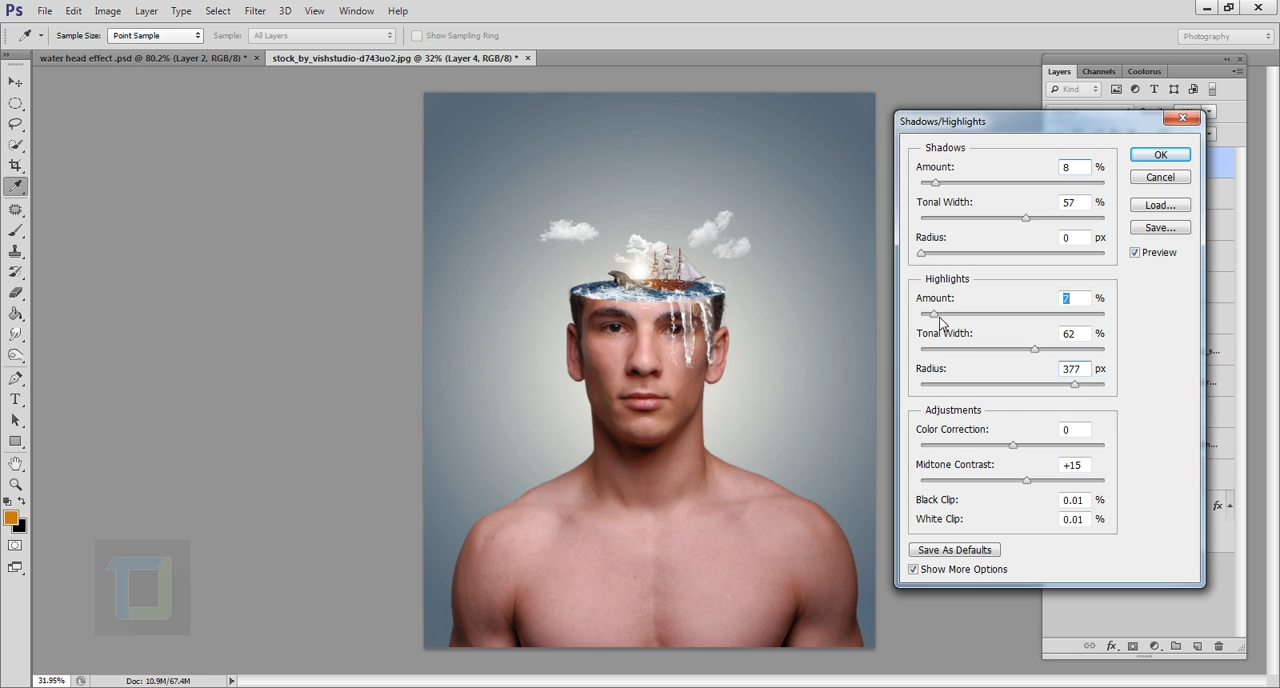 Ps File Edit Image Layer Type Select Filter 3D View Window Help
Sample Size: Point Sample Sample: All Layers Show Sampling Ring Photography
water head effect .psd @ 80.2% (Layer 2, RGB/8) * × stock_by_vishstudio-d743uo2.jpg @ 32% (Layer 4, RGB/8) * ×
Layers Channels Coolorus
Kind
Shadows/Highlights
Shadows
Amount: 8 %
Tonal Width: 57 %
Radius: 0 px
Highlights
Amount: 7 %
Tonal Width: 62 %
Radius: 377 px
Adjustments
Color Correction: 0
Midtone Contrast: +15
Black Clip: 0.01 %
White Clip: 0.01 %
Save As Defaults
Show More Options
OK
Cancel
Load...
Save...
Preview
fx
fx
31.95% Doc: 10.9M/67.4M